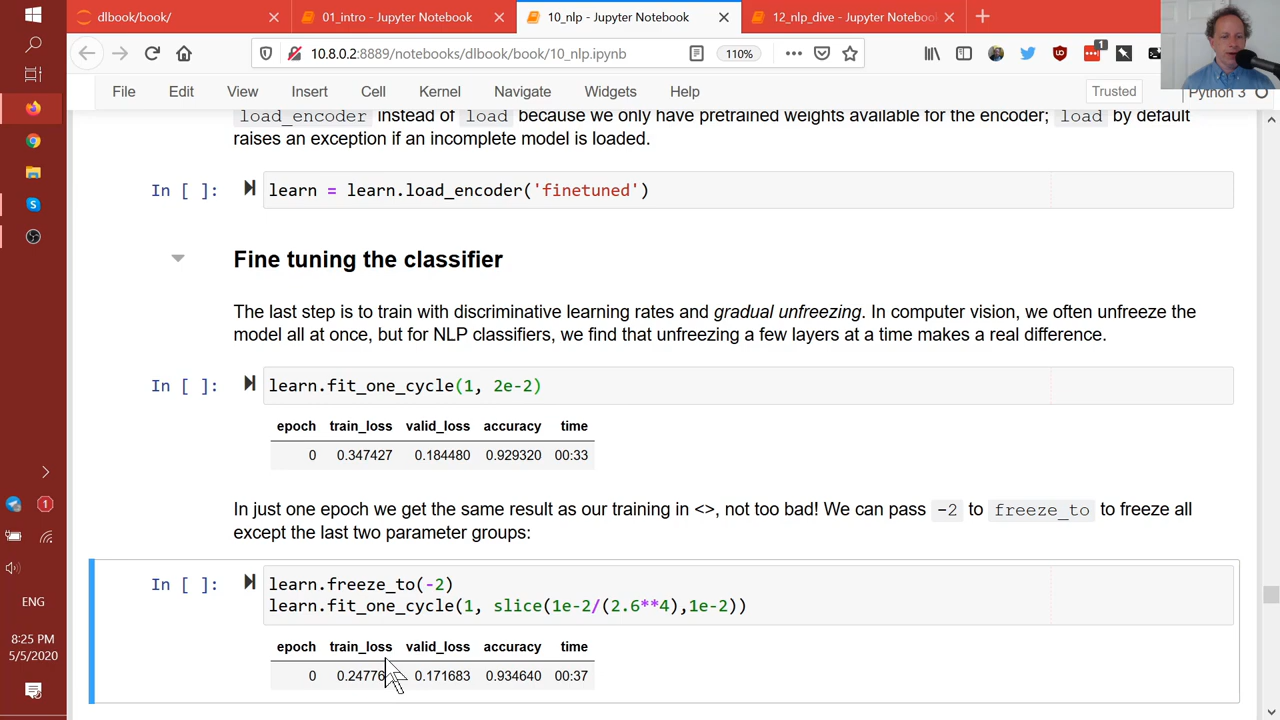 dlbook/book/
01_intro - Jupyter Notebook
10_nlp - Jupyter Notebook
12_nlp_dive - Jupyter Notebook
10.8.0.2:8889/notebooks/dlbook/book/10_nlp.ipynb
110%
1
File Edit View Insert Cell Kernel Navigate Widgets Help
Trusted
Python 3
load_encoder instead of load because we only have pretrained weights available for the encoder; load by default
raises an exception if an incomplete model is loaded.
In [ ]: learn = learn.load_encoder('finetuned')
Fine tuning the classifier
The last step is to train with discriminative learning rates and gradual unfreezing. In computer vision, we often unfreeze the
model all at once, but for NLP classifiers, we find that unfreezing a few layers at a time makes a real difference.
In [ ]: learn.fit_one_cycle(1, 2e-2)
epoch train_loss valid_loss accuracy time
0 0.347427 0.184480 0.929320 00:33
In just one epoch we get the same result as our training in <>, not too bad! We can pass -2 to freeze_to to freeze all
except the last two parameter groups:
In [ ]: learn.freeze_to(-2)
learn.fit_one_cycle(1, slice(1e-2/(2.6**4),1e-2))
epoch train_loss valid_loss accuracy time
0 0.171683 0.934640 00:37
1
ENG
8:25 PM
5/5/2020